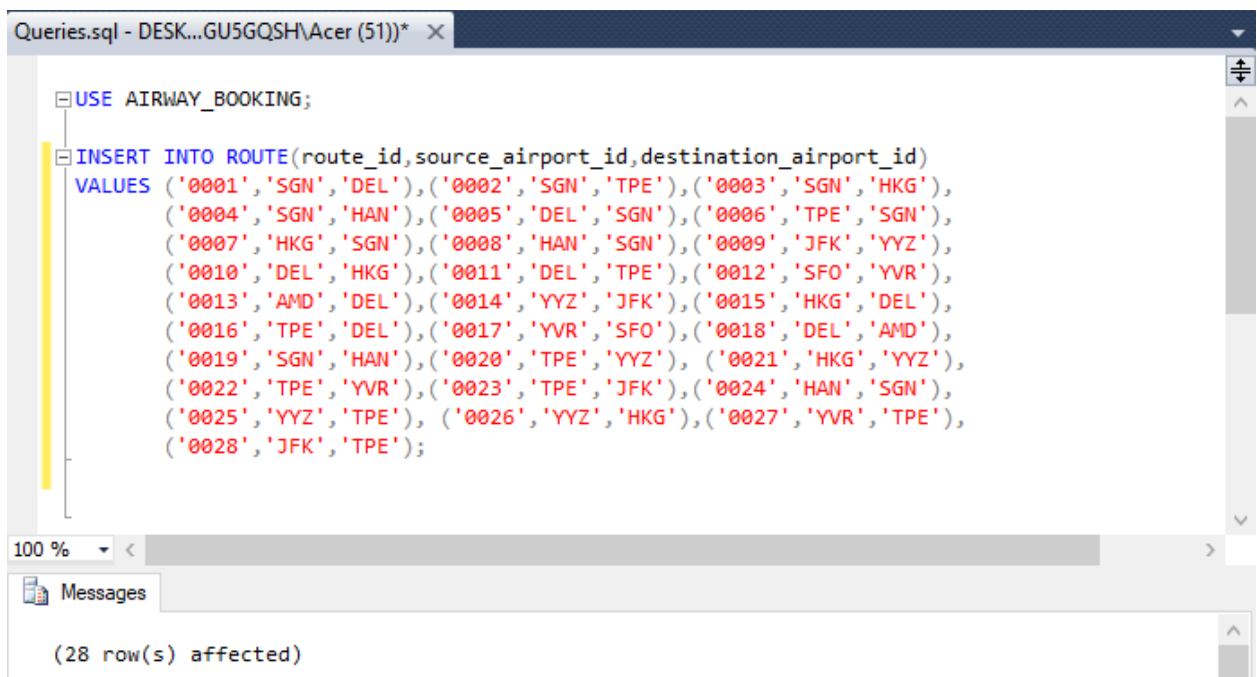 Queries.sql - DESK...GU5GQSH\Acer (51))*
USE AIRWAY_BOOKING;
INSERT INTO ROUTE(route_id,source_airport_id,destination_airport_id)
VALUES ('0001','SGN','DEL'),('0002','SGN','TPE'),('0003','SGN','HKG'),
('0004','SGN','HAN'),('0005','DEL','SGN'),('0006','TPE','SGN'),
('0007','HKG','SGN'),('0008','HAN','SGN'),('0009','JFK','YYZ'),
('0010','DEL','HKG'),('0011','DEL','TPE'),('0012','SFO','YVR'),
('0013','AMD','DEL'),('0014','YYZ','JFK'),('0015','HKG','DEL'),
('0016','TPE','DEL'),('0017','YVR','SFO'),('0018','DEL','AMD'),
('0019','SGN','HAN'),('0020','TPE','YYZ'), ('0021','HKG','YYZ'),
('0022','TPE','YVR'),('0023','TPE','JFK'),('0024','HAN','SGN'),
('0025','YYZ','TPE'), ('0026','YYZ','HKG'),('0027','YVR','TPE'),
('0028','JFK','TPE');
100 %
Messages
(28 row(s) affected)